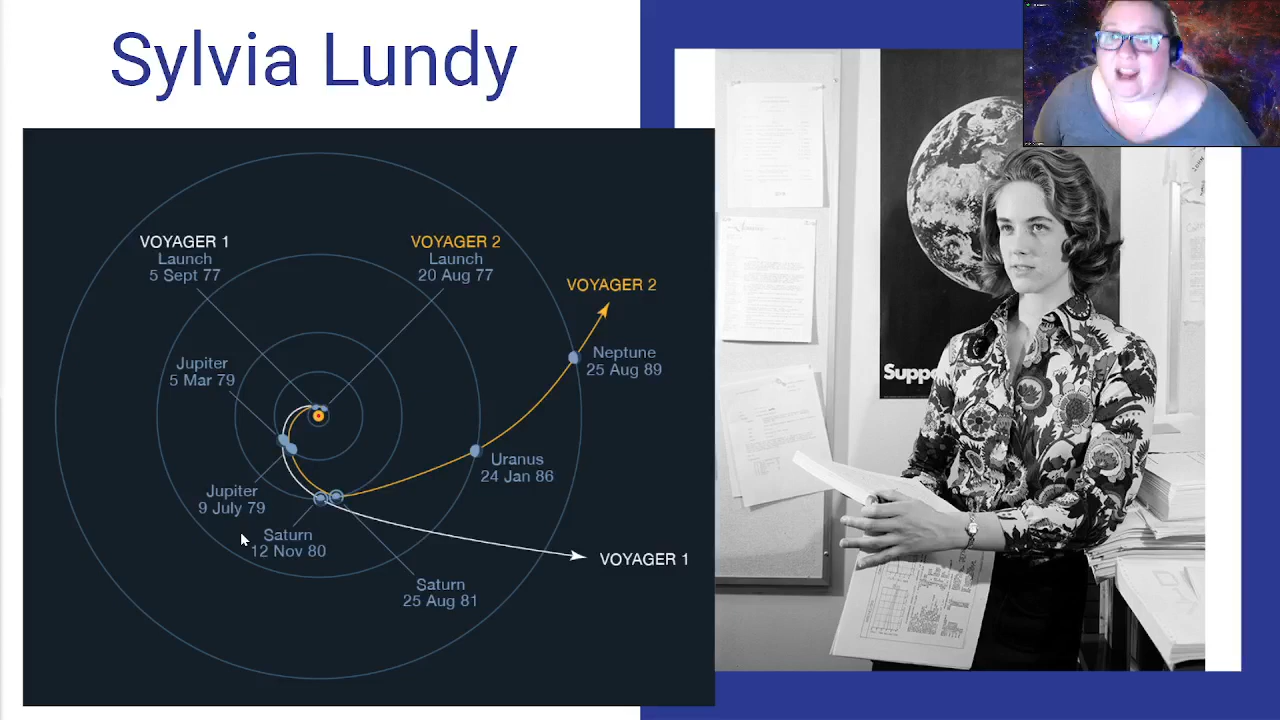 Sylvia Lundy
VOYAGER 1
Launch
5 Sept 77
VOYAGER 2
Launch
20 Aug 77
VOYAGER 2
Jupiter
5 Mar 79
Neptune
25 Aug 89
Uranus
24 Jan 86
Jupiter
9 July 79
Saturn
12 Nov 80
VOYAGER 1
Saturn
25 Aug 81
Suppo